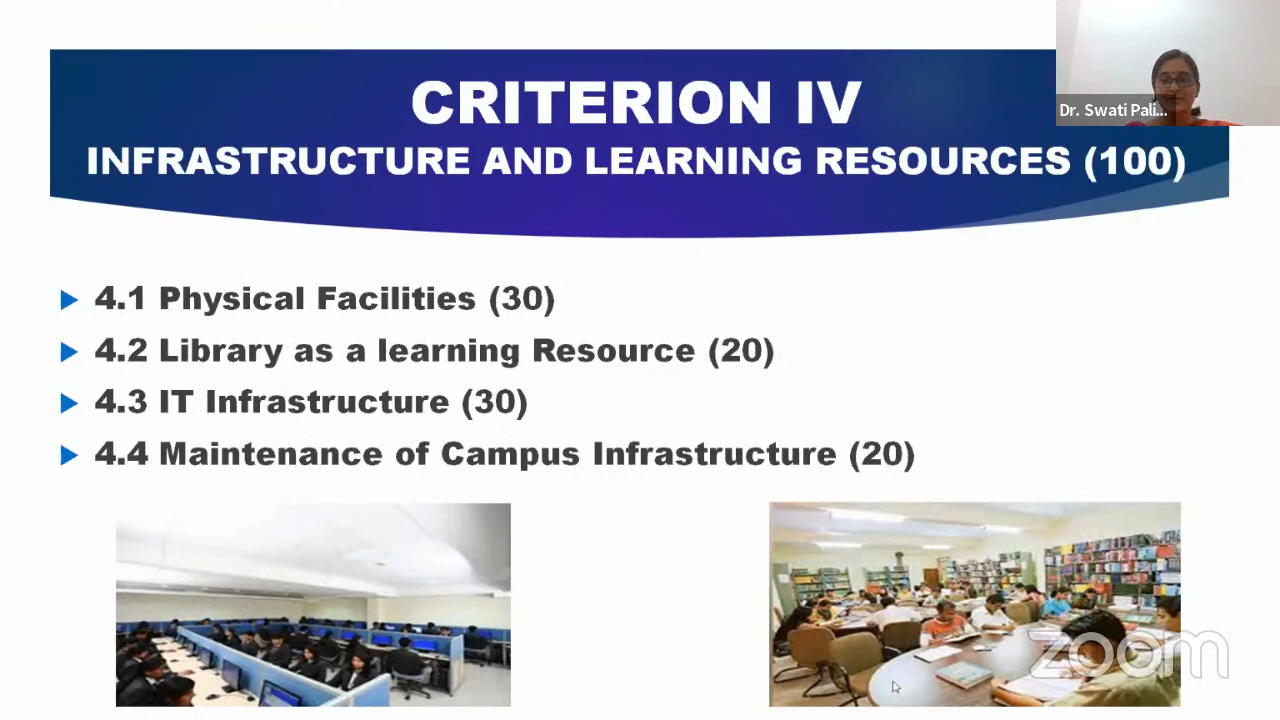 CRITERION IV
INFRASTRUCTURE AND LEARNING RESOURCES (100)
Dr. Swati Pali...
4.1 Physical Facilities (30)
4.2 Library as a learning Resource (20)
4.3 IT Infrastructure (30)
4.4 Maintenance of Campus Infrastructure (20)
zoom